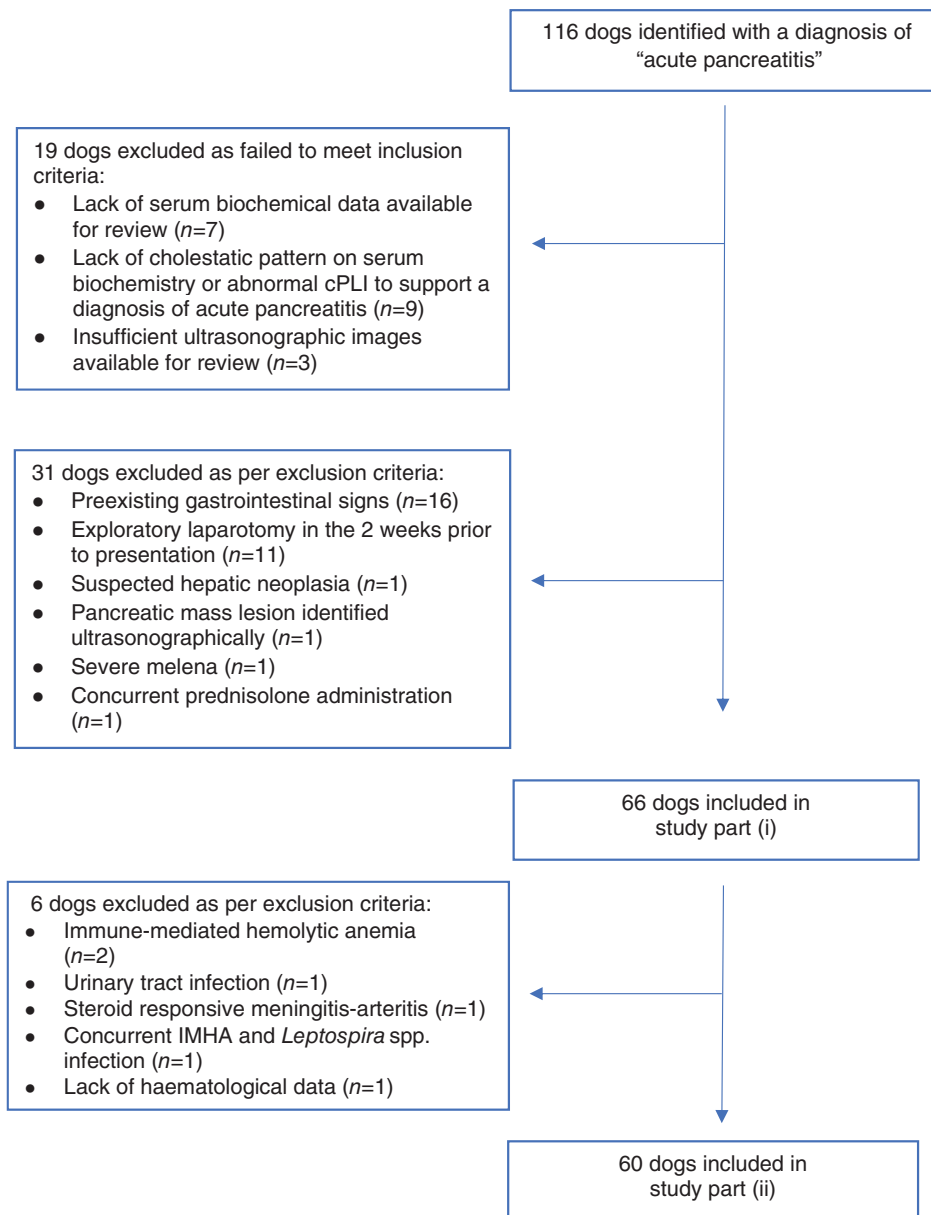 116 dogs identified with a diagnosis of
“acute pancreatitis”
19 dogs excluded as failed to meet inclusion
criteria:
● Lack of serum biochemical data available
for review (n=7)
● Lack of cholestatic pattern on serum
biochemistry or abnormal cPLI to support a
diagnosis of acute pancreatitis (n=9)
● Insufficient ultrasonographic images
available for review (n=3)
31 dogs excluded as per exclusion criteria:
● Preexisting gastrointestinal signs (n=16)
● Exploratory laparotomy in the 2 weeks prior
to presentation (n=11)
● Suspected hepatic neoplasia (n=1)
● Pancreatic mass lesion identified
ultrasonographically (n=1)
● Severe melena (n=1)
● Concurrent prednisolone administration
(n=1)
66 dogs included in
study part (i)
6 dogs excluded as per exclusion criteria:
● Immune-mediated hemolytic anemia
(n=2)
● Urinary tract infection (n=1)
● Steroid responsive meningitis-arteritis (n=1)
● Concurrent IMHA and Leptospira spp.
infection (n=1)
● Lack of haematological data (n=1)
60 dogs included in
study part (ii)